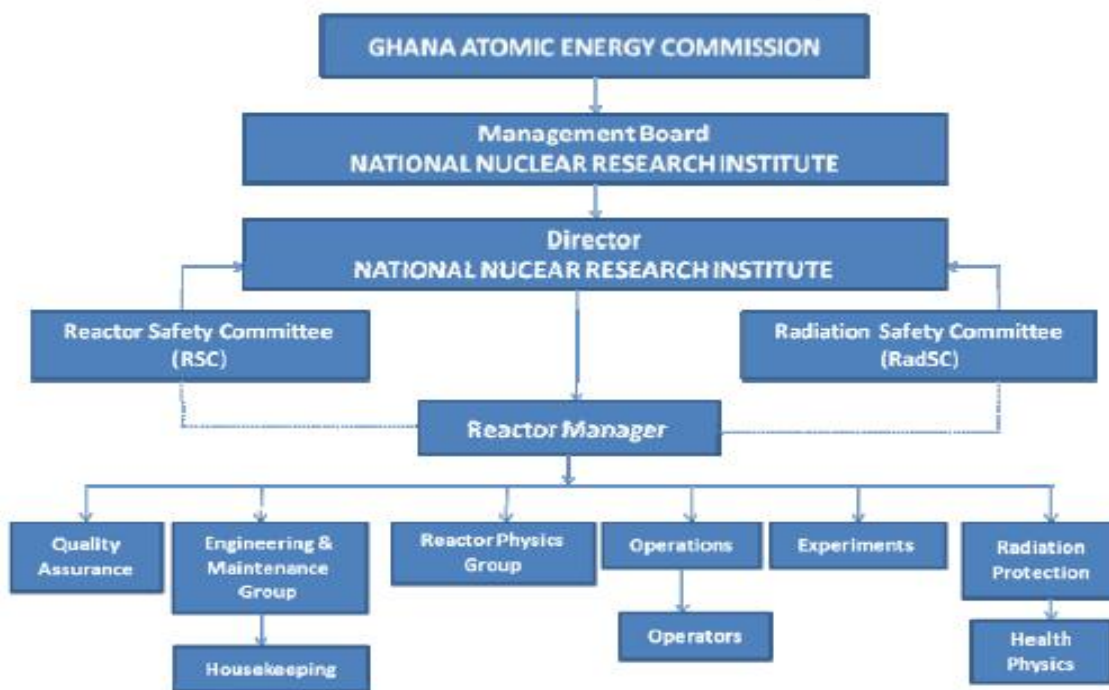 GHANA ATOMIC ENERGY COMMISSION
Management Board
NATIONAL NUCLEAR RESEARCH INSTITUTE
Director
NATIONAL NUCEAR RESEARCH INSTITUTE
Reactor Safety Committee
(RSC)
Radiation Safety Committee
(RadSC)
Reactor Manager
Quality
Assurance
Engineering &
Maintenance
Group
Reactor Physics
Group
Operations
Experiments
Radiation
Protection
Housekeeping
Operators
Health
Physics